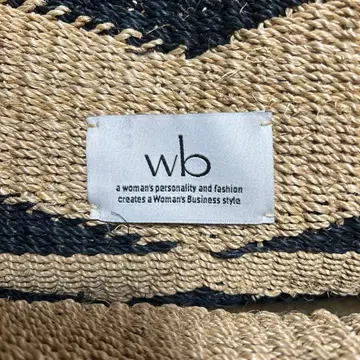 wb
a woman's personality and fashion
creates a Woman's Business style